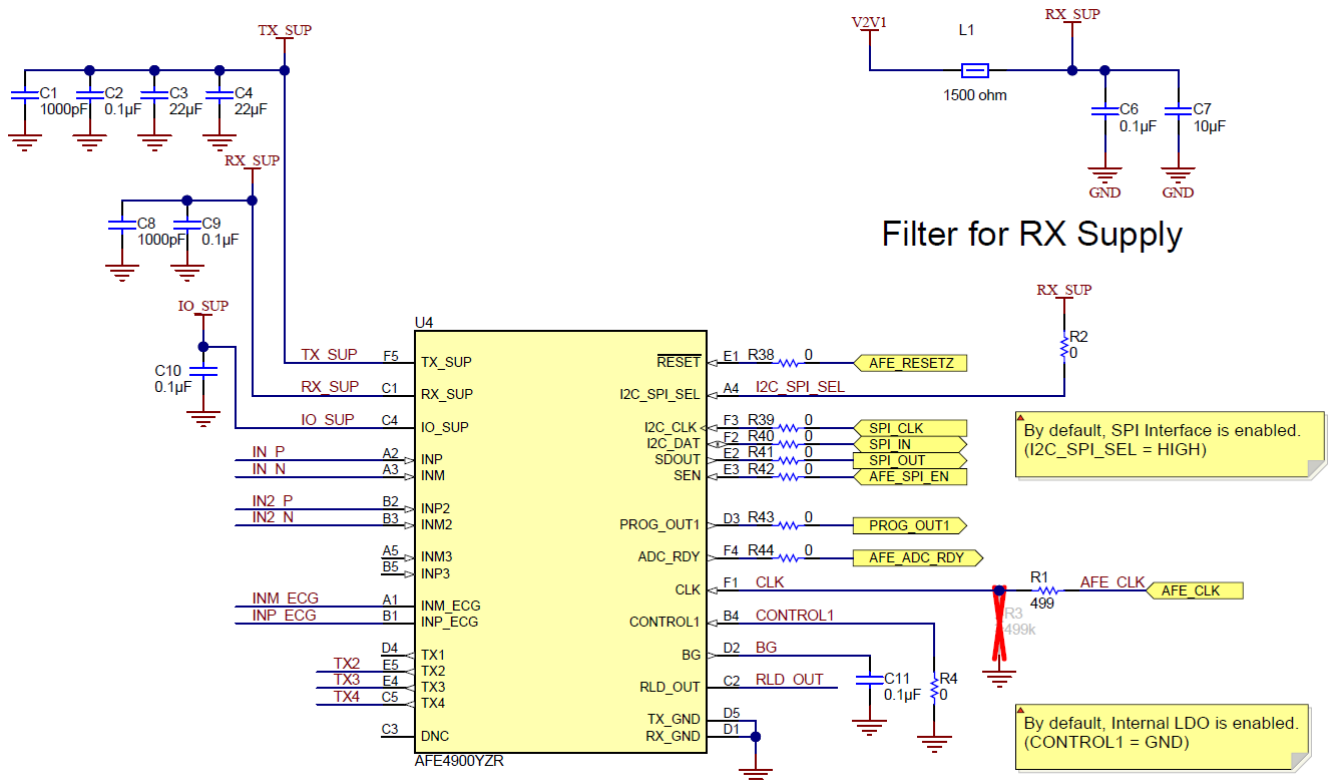 TX_SUP
C1
1000pF
C2
0.1µF
C3
22µF
C4
22µF
V2V1
L1
1500 ohm
RX_SUP
C6
0.1µF
C7
10µF
GND
GND
Filter for RX Supply
RX_SUP
C8
1000pF
C9
0.1µF
IO_SUP
C10
0.1µF
U4
TX_SUP F5 TX_SUP
RX_SUP C1 RX_SUP
IO_SUP C4 IO_SUP
IN_P A2 INP
IN_N A3 INM
IN2_P B2 INP2
IN2_N B3 INM2
A5 INM3
B5 INP3
INM_ECG A1 INM_ECG
INP_ECG B1 INP_ECG
D4 TX1
TX2 E5 TX2
TX3 E4 TX3
TX4 C5 TX4
C3 DNC
AFE4900YZR
RESET E1 R38 0 AFE_RESETZ
I2C_SPI_SEL A4 I2C_SPI_SEL
RX_SUP
R2
0
I2C_CLK F3 R39 0 SPI_CLK
I2C_DAT F2 R40 0 SPI_IN
SDOUT E2 R41 0 SPI_OUT
SEN E3 R42 0 AFE_SPI_EN
PROG_OUT1 D3 R43 0 PROG_OUT1
ADC_RDY F4 R44 0 AFE_ADC_RDY
CLK F1 CLK
R1
499
AFE_CLK
AFE_CLK
R3
499k
CONTROL1 B4 CONTROL1
R4
0
BG D2 BG
C11
0.1µF
RLD_OUT C2 RLD_OUT
TX_GND D5
RX_GND D1
By default, SPI Interface is enabled.
(I2C_SPI_SEL = HIGH)
By default, Internal LDO is enabled.
(CONTROL1 = GND)